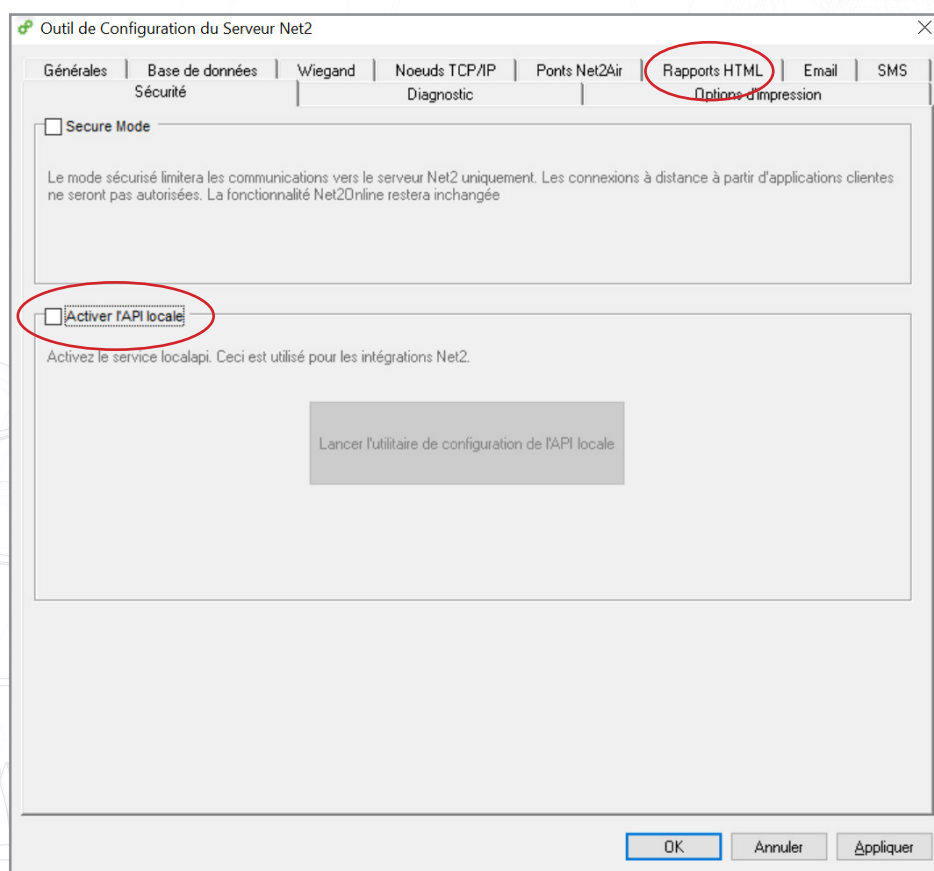 Outil de Configuration du Serveur Net2
Générales Base de données Wiegand Noeuds TCP/IP Ponts Net2Air Rapports HTML Email SMS
Sécurité Diagnostic Options d'impression
Secure Mode
Le mode sécurisé limitera les communications vers le serveur Net2 uniquement. Les connexions à distance à partir d'applications clientes
ne seront pas autorisées. La fonctionnalité Net2Online restera inchangée
Activer l'API locale
Activez le service localapi. Ceci est utilisé pour les intégrations Net2.
Lancer l'utilitaire de configuration de l'API locale
OK Annuler Appliquer